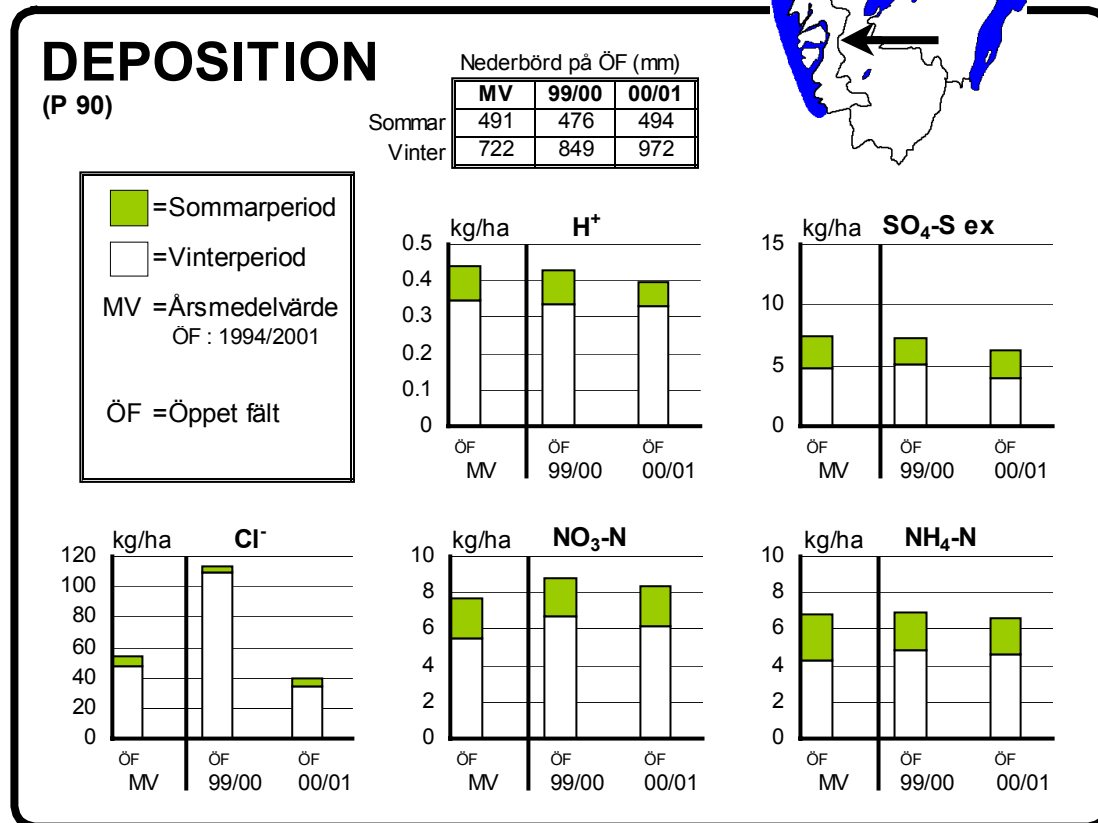 DEPOSITION
(P 90)
Nederbörd på ÖF (mm)
MV 99/00 00/01
Sommar 491 476 494
Vinter 722 849 972
=Sommarperiod
=Vinterperiod
MV =Årsmedelvärde
ÖF : 1994/2001
ÖF =Öppet fält
kg/ha H⁺
0.5
0.4
0.3
0.2
0.1
0
ÖF ÖF ÖF
MV 99/00 00/01
kg/ha SO₄-S ex
15
10
5
0
ÖF ÖF ÖF
MV 99/00 00/01
kg/ha Cl⁻
120
100
80
60
40
20
0
ÖF ÖF ÖF
MV 99/00 00/01
kg/ha NO₃-N
10
8
6
4
2
0
ÖF ÖF ÖF
MV 99/00 00/01
kg/ha NH₄-N
10
8
6
4
2
0
ÖF ÖF ÖF
MV 99/00 00/01